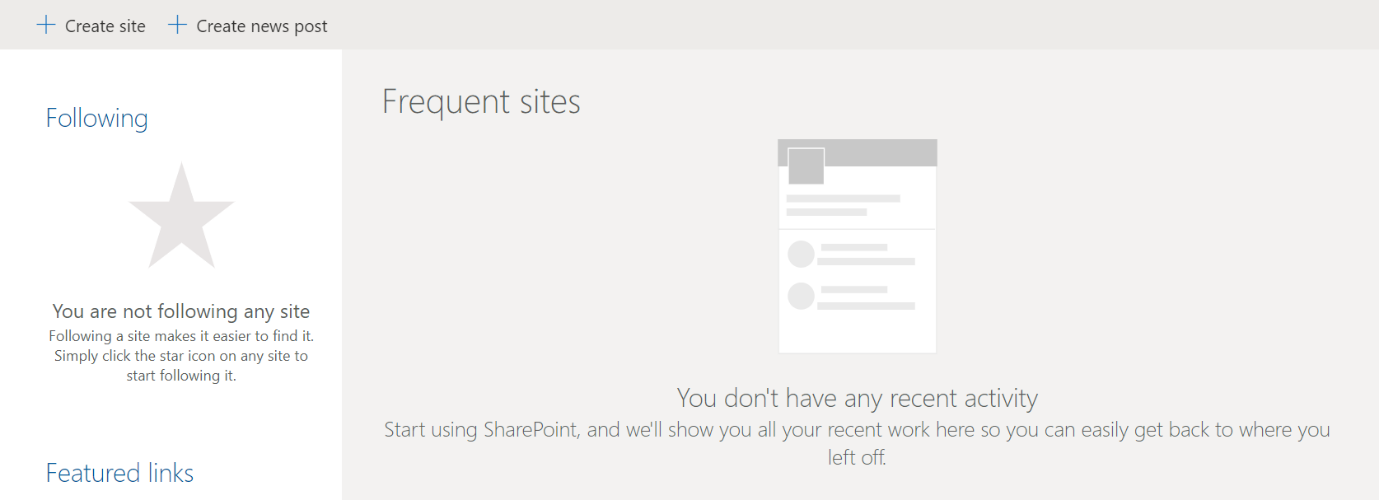 Create site
Create news post
Following
You are not following any site
Following a site makes it easier to find it.
Simply click the star icon on any site to
start following it.
Featured links
Frequent sites
You don't have any recent activity
Start using SharePoint, and we'll show you all your recent work here so you can easily get back to where you
left off.